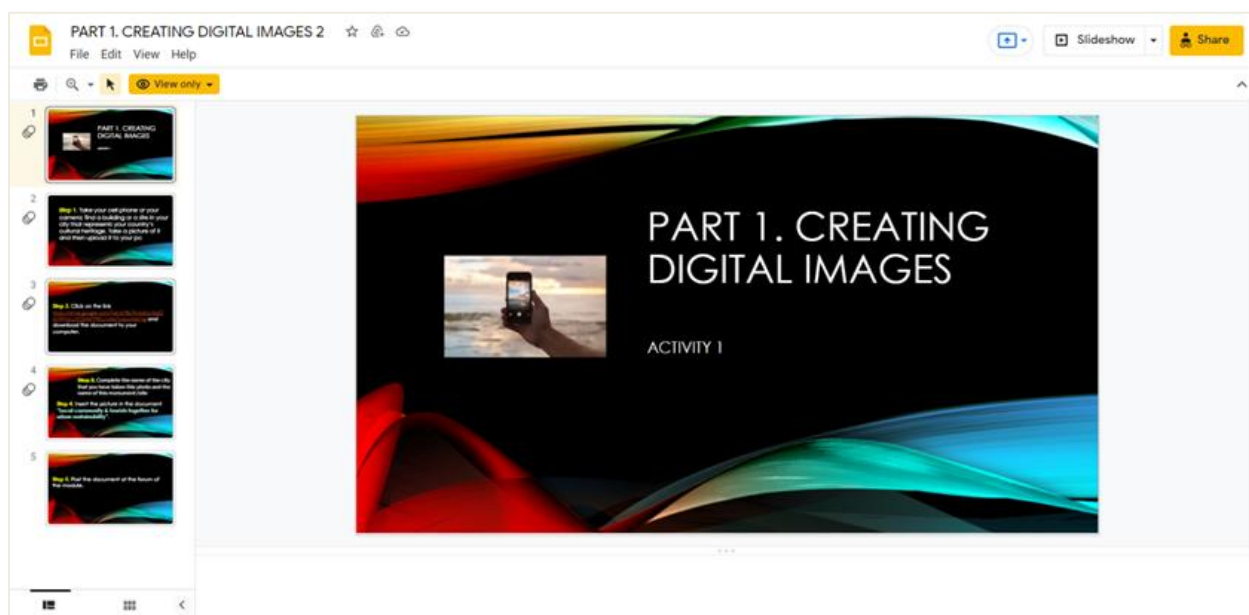 PART 1. CREATING DIGITAL IMAGES 2
File Edit View Help
Slideshow
Share
View only
1
PART 1. CREATING
DIGITAL IMAGES
2
Step 1. Take your cell phone or your
camera; find a building or a site in your
city that represents your country's
cultural heritage. Take a picture of it
and then upload it to your pc.
3
Step 2. Click on the link
and
download the document to your
computer.
4
Step 3. Complete the name of the city
that you have taken this photo and the
name of this monument/site
Step 4. Insert the picture in the document
"Local community & tourists together for
urban sustainability".
5
Step 5. Post the document at the forum of
the module.
PART 1. CREATING
DIGITAL IMAGES
ACTIVITY 1